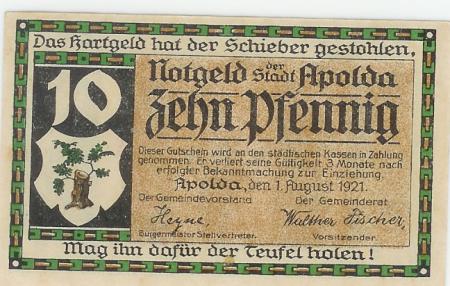 Das Hartgeld hat der Schieber gestohlen,
10
Notgeld der Stadt Apolda
Zehn Pfennig
Dieser Gutschein wird an den städtischen Kassen in Zahlung
genommen. Er verliert seine Gültigkeit 3 Monate nach
erfolgter Bekanntmachung zur Einziehung.
Apolda, den 1. August 1921.
Der Gemeindevorstand Der Gemeinderat
Heyne Walther Fischer,
Bürgermeister Stellvertreter. Vorsitzender.
Mag ihn dafür der Teufel holen!